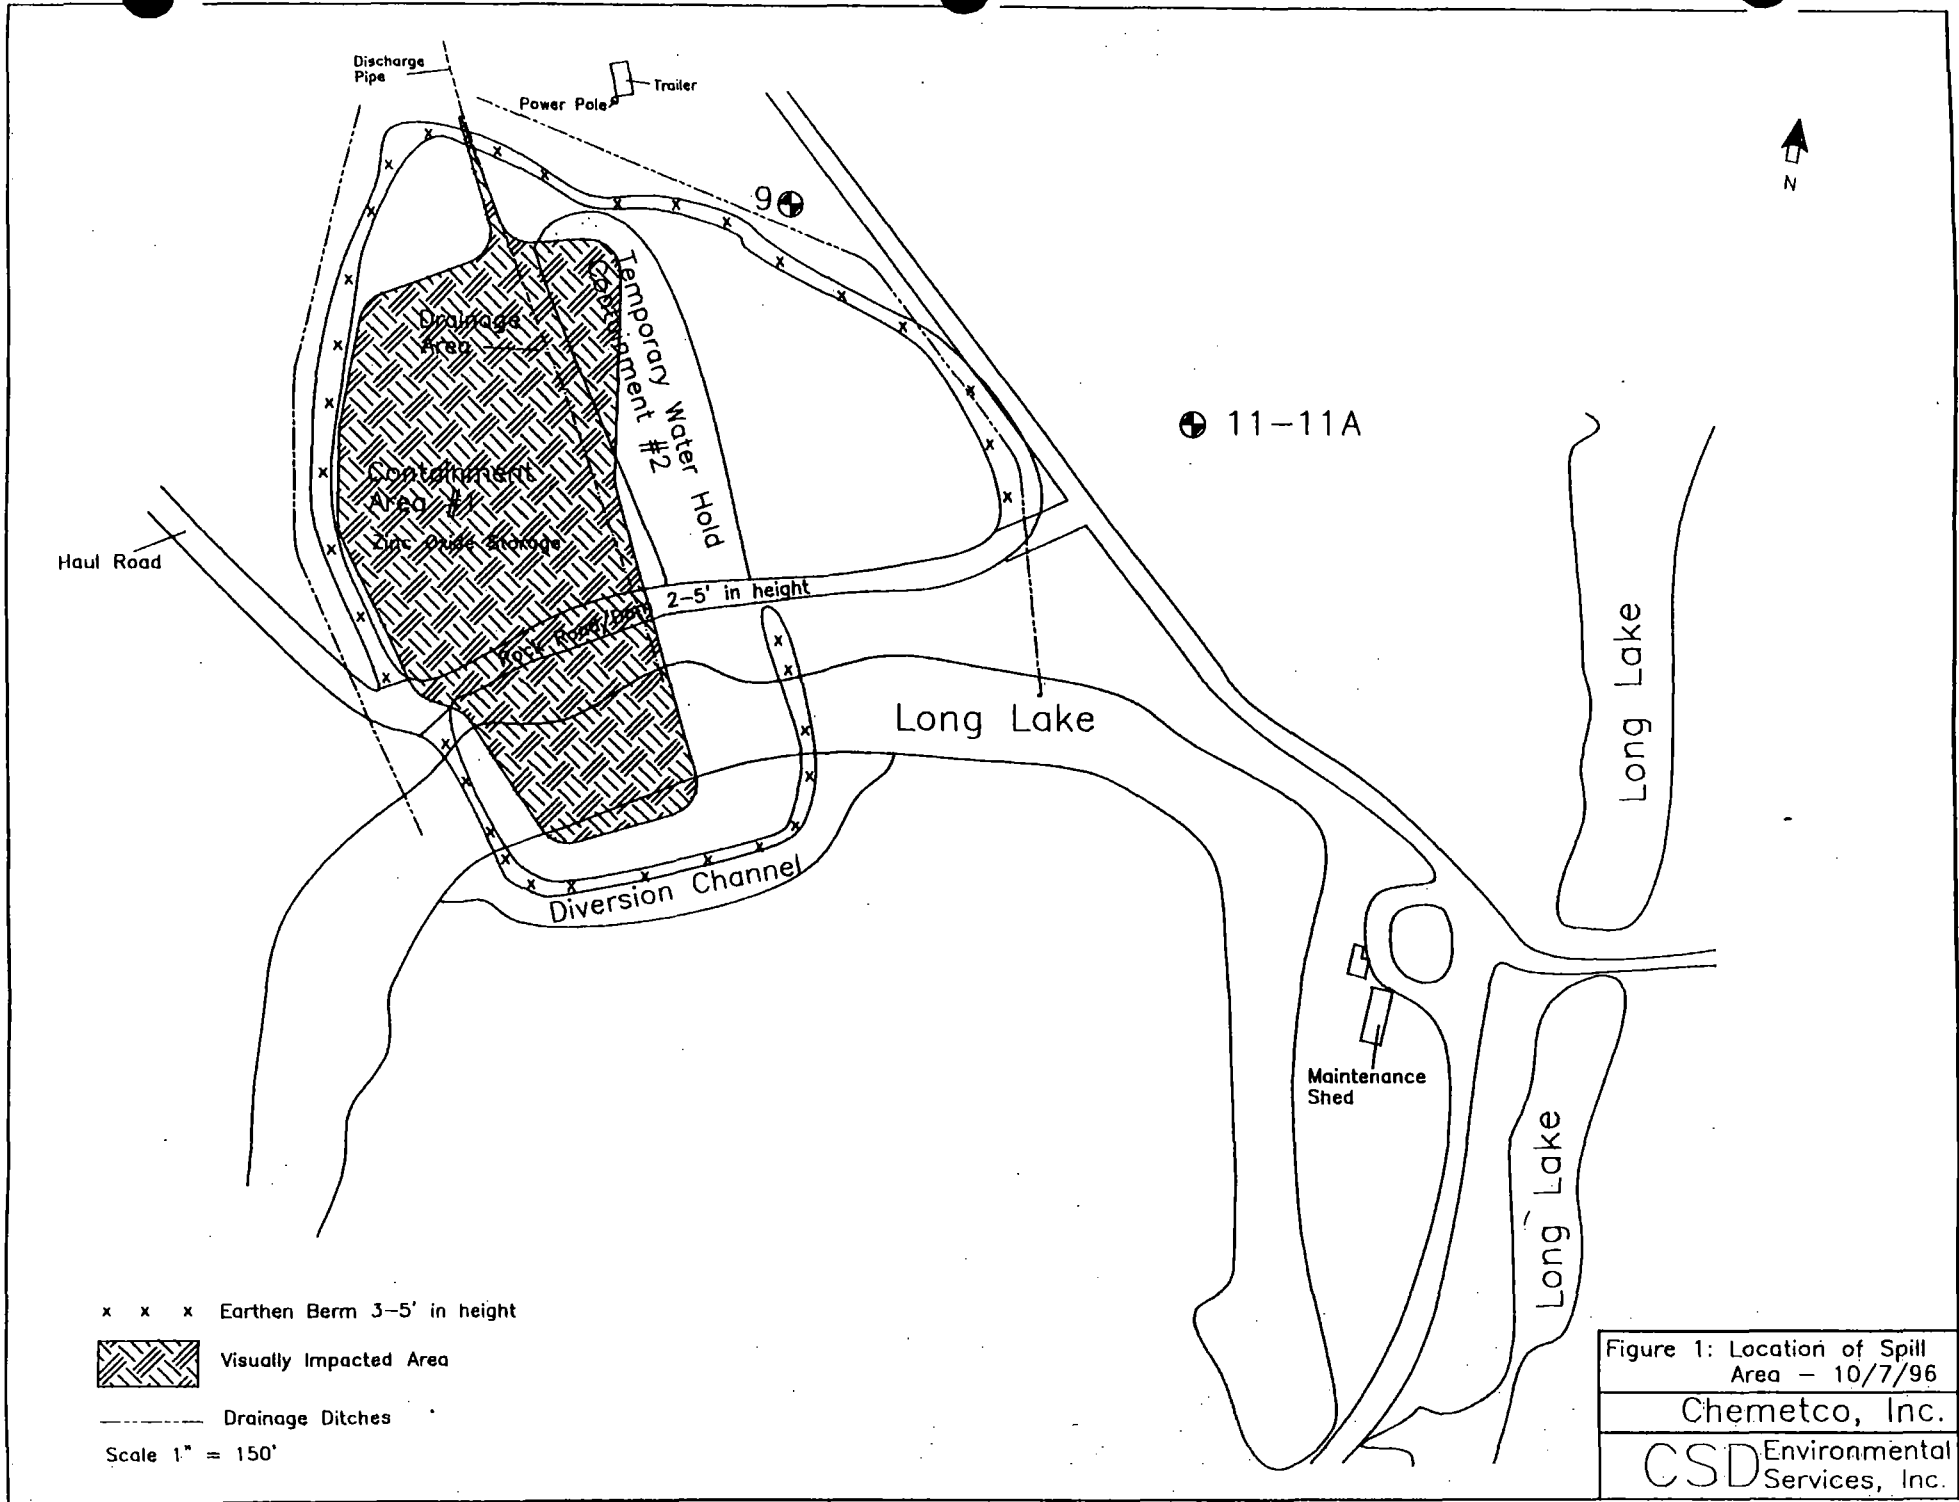 Discharge
Pipe
Trailer
Power Pole
N
9
Temporary Water Hold
Containment #2
Drainage
Area
11-11A
Containment
Area #1
Zinc Oxide Storage
Haul Road
Rock Road/Dam 2-5' in height
Long Lake
Long Lake
Diversion Channel
Maintenance
Shed
Long Lake
x x x Earthen Berm 3-5' in height
Visually Impacted Area
Drainage Ditches
Scale 1" = 150'
Figure 1: Location of Spill
Area - 10/7/96
Chemetco, Inc.
CSD Environmental
Services, Inc.